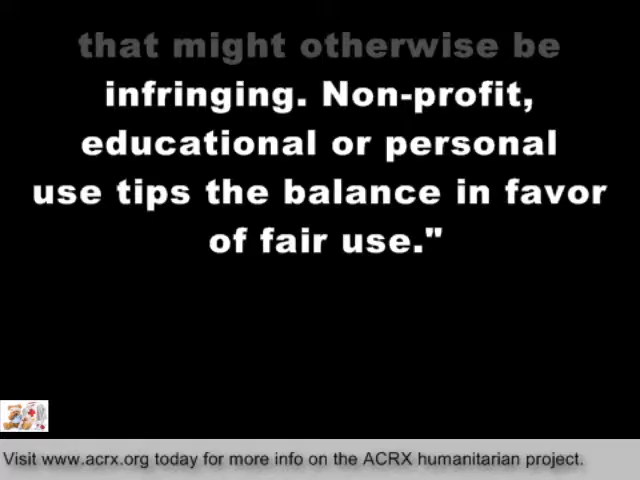 that might otherwise be
infringing. Non-profit,
educational or personal
use tips the balance in favor
of fair use."
Visit www.acrx.org today for more info on the ACRX humanitarian project.